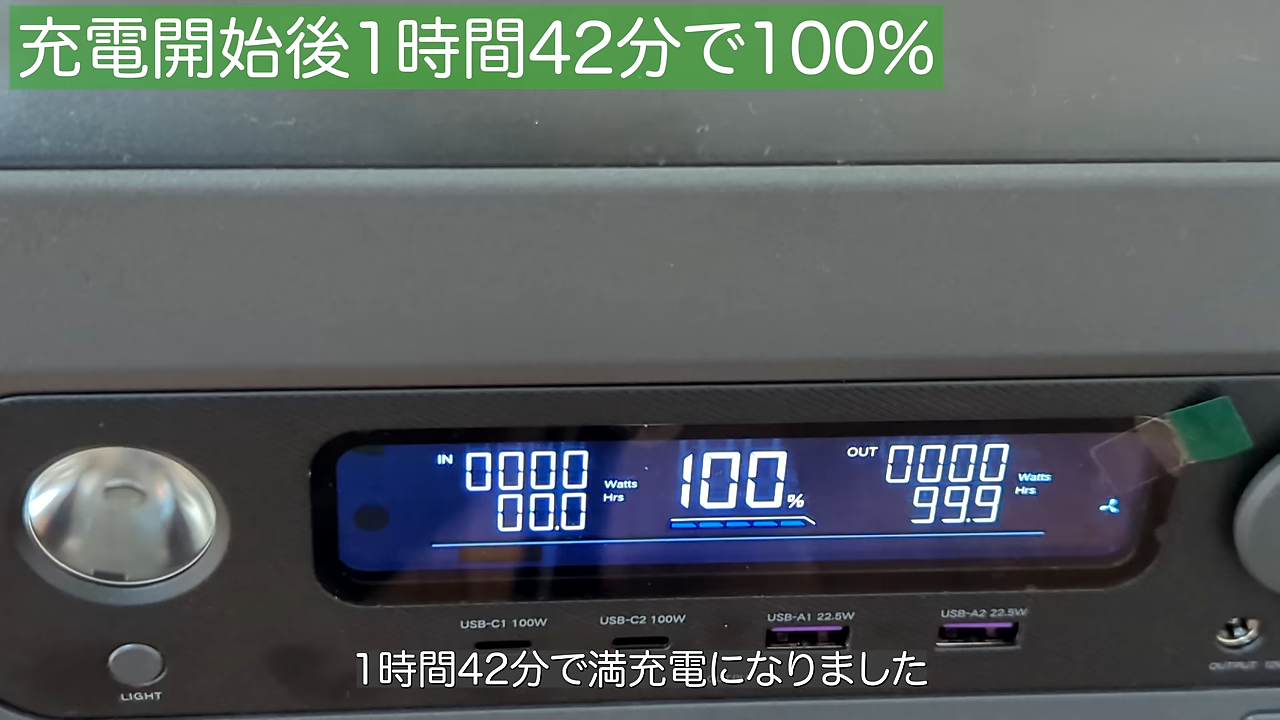 充電開始後1時間42分で100%
IN 0000 Watts
00.0 Hrs
100%
OUT 0000 Watts
99.9 Hrs
USB-C1 100W
USB-C2 100W
USB-A1 22.5W
USB-A2 22.5W
LIGHT
OUTPUT
1時間42分で満充電になりました